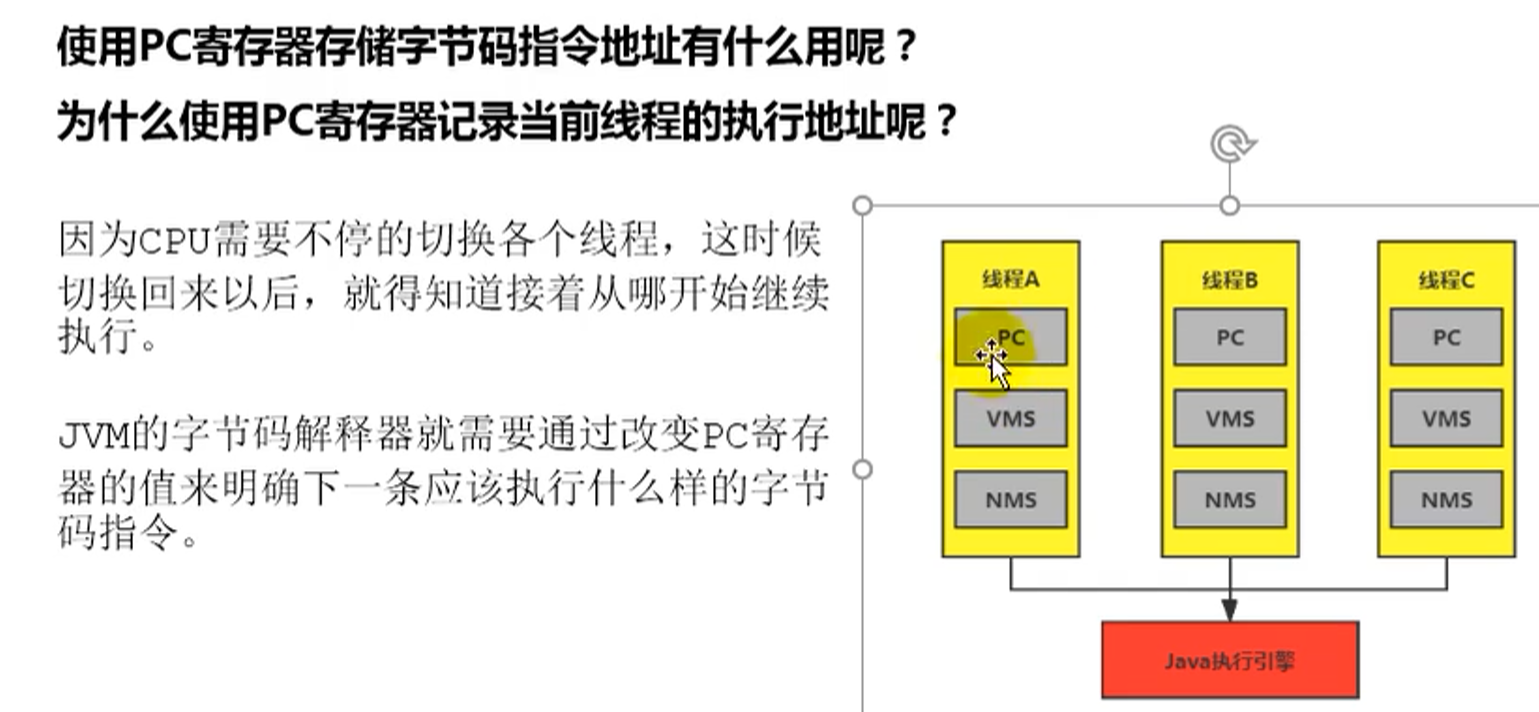 使用PC寄存器存储字节码指令地址有什么用呢？
为什么使用PC寄存器记录当前线程的执行地址呢？
因为CPU需要不停的切换各个线程，这时候
切换回来以后，就得知道接着从哪开始继续
执行。
JVM的字节码解释器就需要通过改变PC寄存
器的值来明确下一条应该执行什么样的字节
码指令。
线程A
PC
VMS
NMS
线程B
PC
VMS
NMS
线程C
PC
VMS
NMS
Java执行引擎